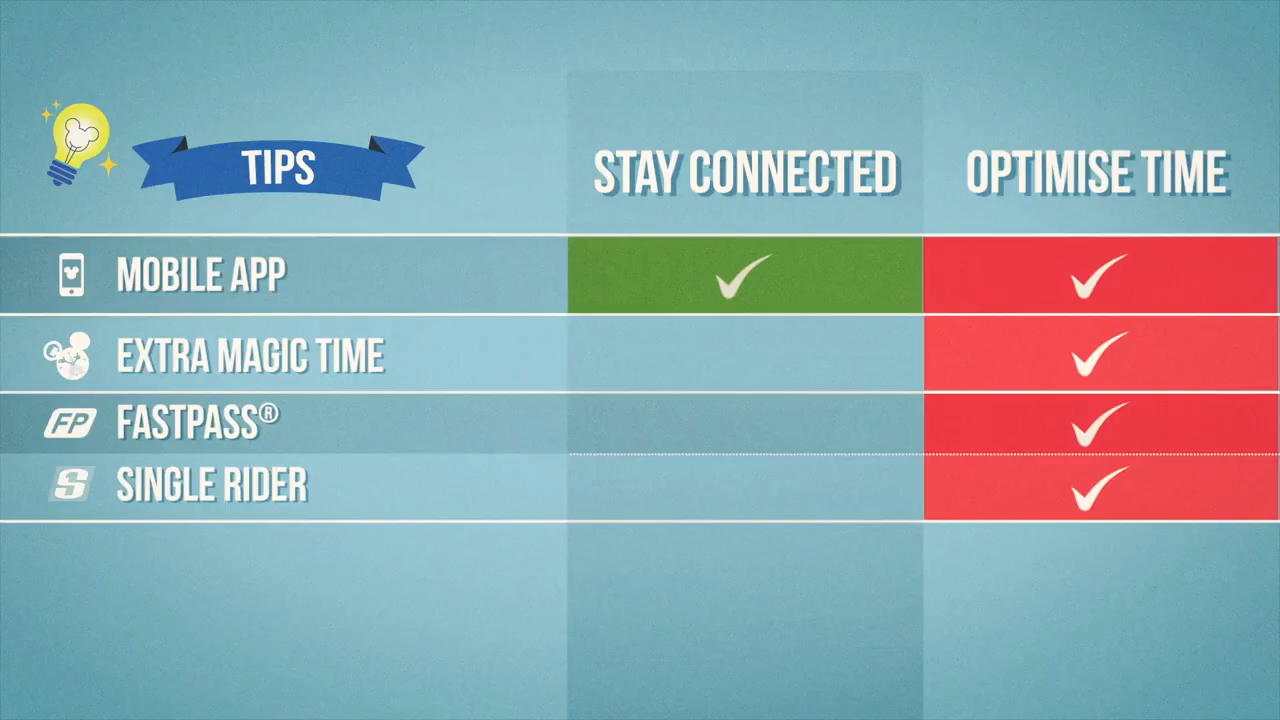 TIPS
STAY CONNECTED
OPTIMISE TIME
MOBILE APP
EXTRA MAGIC TIME
FP FASTPASS®
S SINGLE RIDER